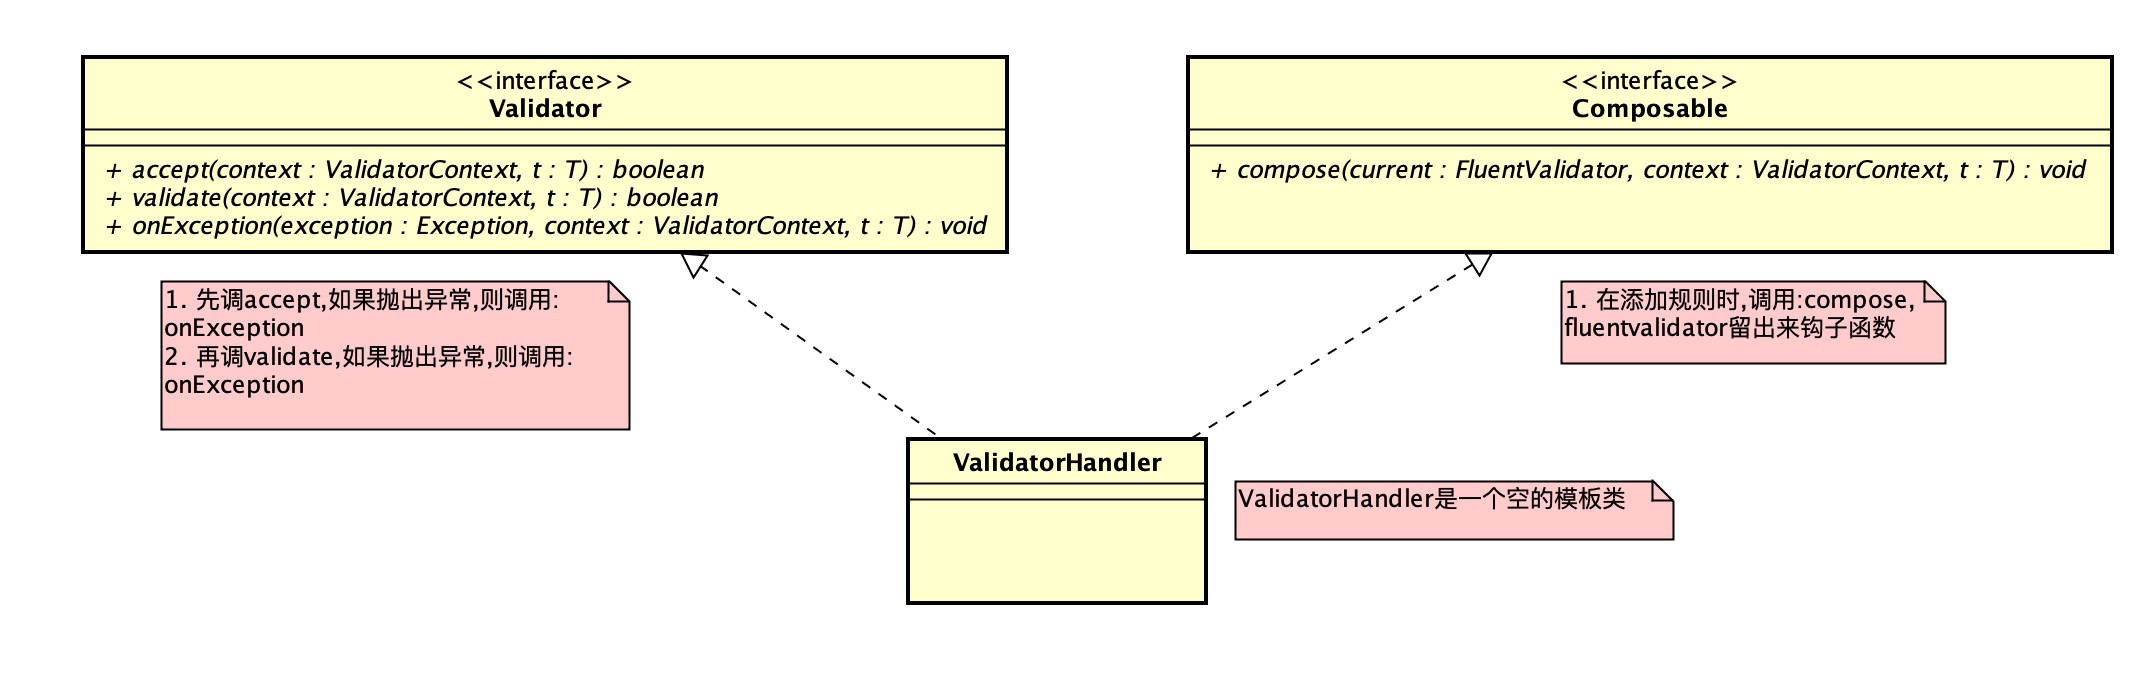 <<interface>>
Validator
+ accept(context : ValidatorContext, t : T) : boolean
+ validate(context : ValidatorContext, t : T) : boolean
+ onException(exception : Exception, context : ValidatorContext, t : T) : void
<<interface>>
Composable
+ compose(current : FluentValidator, context : ValidatorContext, t : T) : void
1. 先调accept,如果抛出异常,则调用:
onException
2. 再调validate,如果抛出异常,则调用:
onException
1. 在添加规则时,调用:compose,
fluentvalidator留出来钩子函数
ValidatorHandler
ValidatorHandler是一个空的模板类